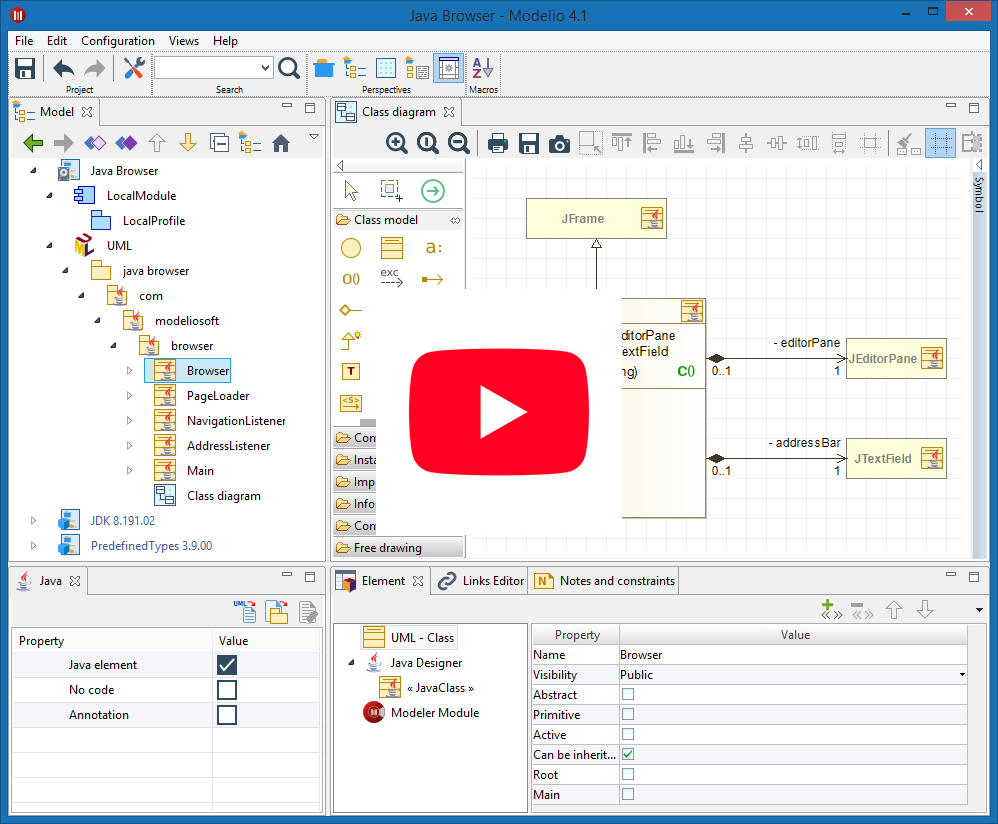 Java Browser - Modelio 4.1
File Edit Configuration Views Help
Project Search Perspectives Macros
Model
Java Browser
LocalModule
LocalProfile
UML
java browser
com
modeliosoft
browser
Browser
PageLoader
NavigationListener
AddressListener
Main
Class diagram
JDK 8.191.02
PredefinedTypes 3.9.00
Class diagram
Symbol
Class model
a:
O()
exc
T
<S>
Con
Insta
Imp
Info
Con
Free drawing
JFrame
ditorPane
extField
ng)
C()
- editorPane
0..1 1
JEditorPane
- addressBar
0..1 1
JTextField
Java
UML
Property Value
Java element
No code
Annotation
Element Links Editor Notes and constraints
UML - Class
Java Designer
« JavaClass »
Modeler Module
Property Value
Name Browser
Visibility Public
Abstract
Primitive
Active
Can be inherit...
Root
Main